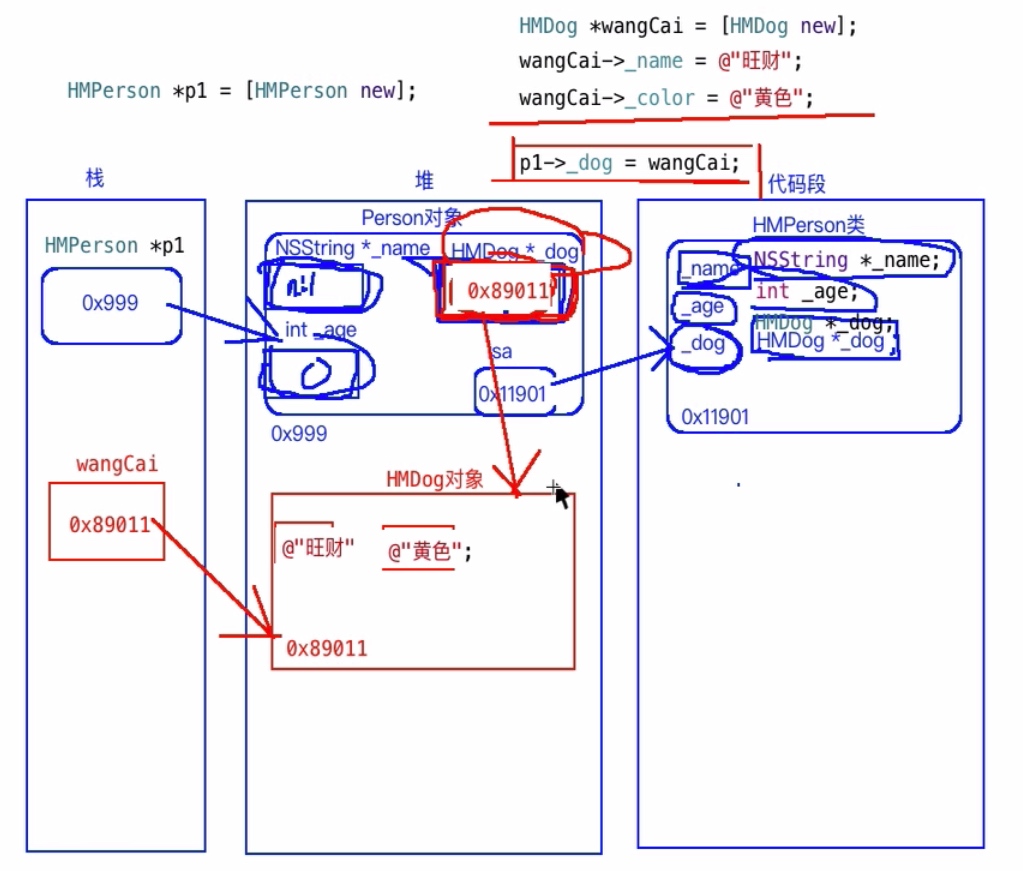 HMDog *wangCai = [HMDog new];
wangCai->_name = @"旺财";
HMPerson *p1 = [HMPerson new];
wangCai->_color = @"黄色";
p1->_dog = wangCai;
栈
堆
代码段
Person对象
HMPerson类
HMPerson *p1
NSString *_name
HMDog *_dog
_name
NSString *_name;
0x999
nil
0x89011
_age
int _age;
int _age
HMDog *_dog;
_dog
HMDog *_dog
0
sa
0x11901
0x11901
0x999
wangCai
HMDog对象
0x89011
@"旺财"
@"黄色";
0x89011